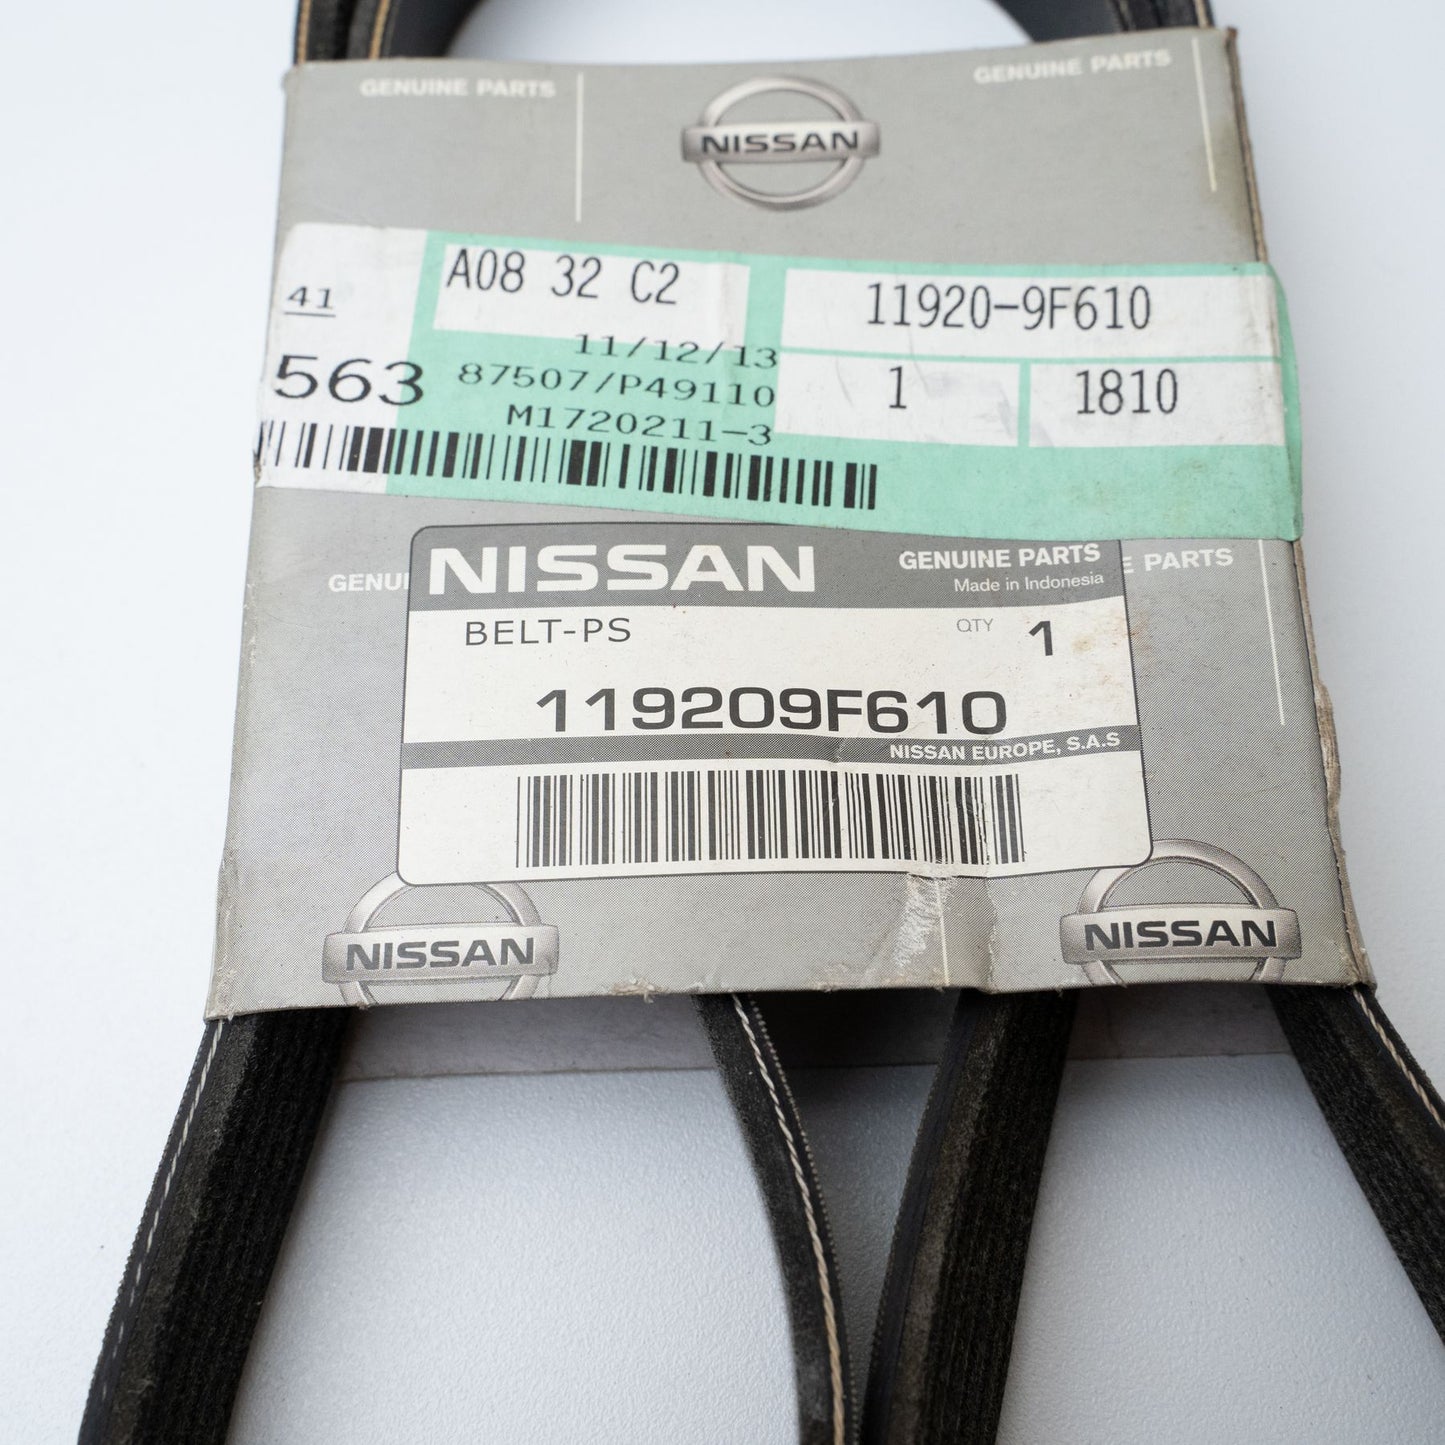 GENUINE PARTS
GENUINE PARTS
NISSAN
A08 32 C2
11920-9F610
41
11/12/13
563
87507/P49110
1
1810
M1720211-3
GENUI
NISSAN
GENUINE PARTS
E PARTS
Made in Indonesia
BELT-PS
QTY 1
119209F610
NISSAN EUROPE, S.A.S
NISSAN
NISSAN